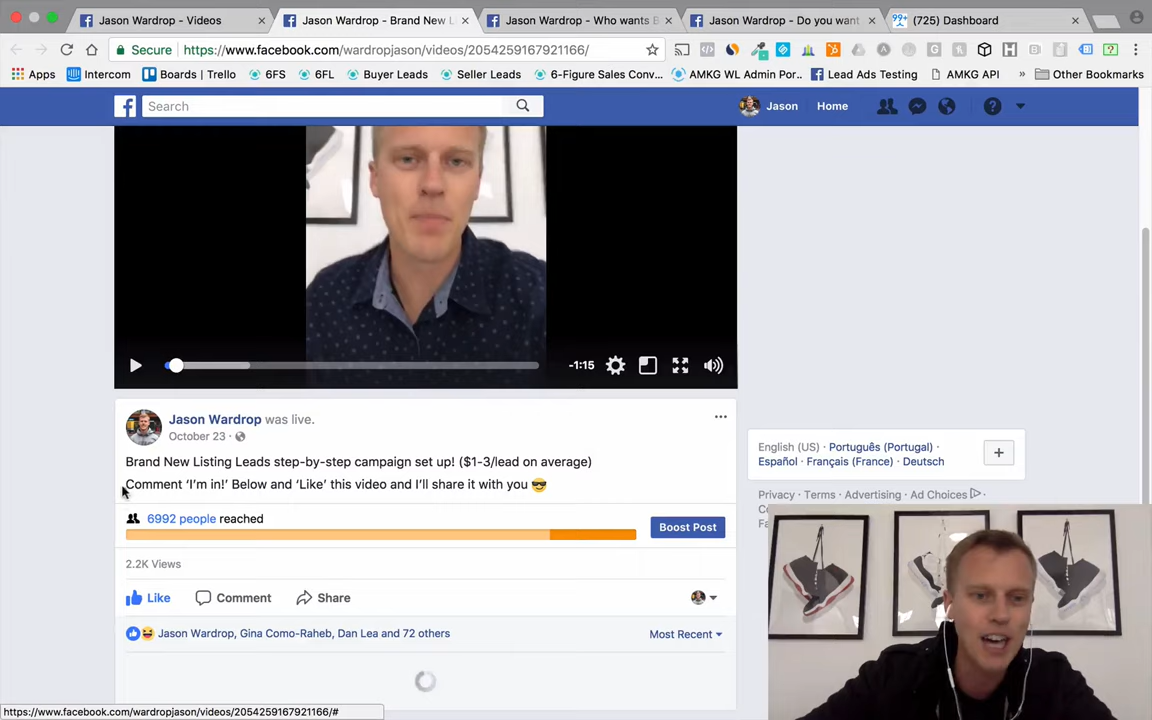 Jason Wardrop - Videos
Jason Wardrop - Brand New L
Jason Wardrop - Who wants B
Jason Wardrop - Do you want
99+
(725) Dashboard
Secure
https://www.facebook.com/wardropjason/videos/2054259167921166/
Apps
Intercom
Boards | Trello
6FS
6FL
Buyer Leads
Seller Leads
6-Figure Sales Conv...
AMKG WL Admin Por..
Lead Ads Testing
AMKG API
»
Other Bookmarks
Search
Jason
Home
-1:15
Jason Wardrop was live.
October 23
Brand New Listing Leads step-by-step campaign set up! ($1-3/lead on average)
Comment 'I'm in!' Below and 'Like' this video and I'll share it with you 😎
6992 people reached
Boost Post
2.2K Views
Like
Comment
Share
Jason Wardrop, Gina Como-Raheb, Dan Lea and 72 others
Most Recent
English (US) · Português (Portugal) ·
Español · Français (France) · Deutsch
Privacy · Terms · Advertising · Ad Choices
https://www.facebook.com/wardropjason/videos/2054259167921166/#